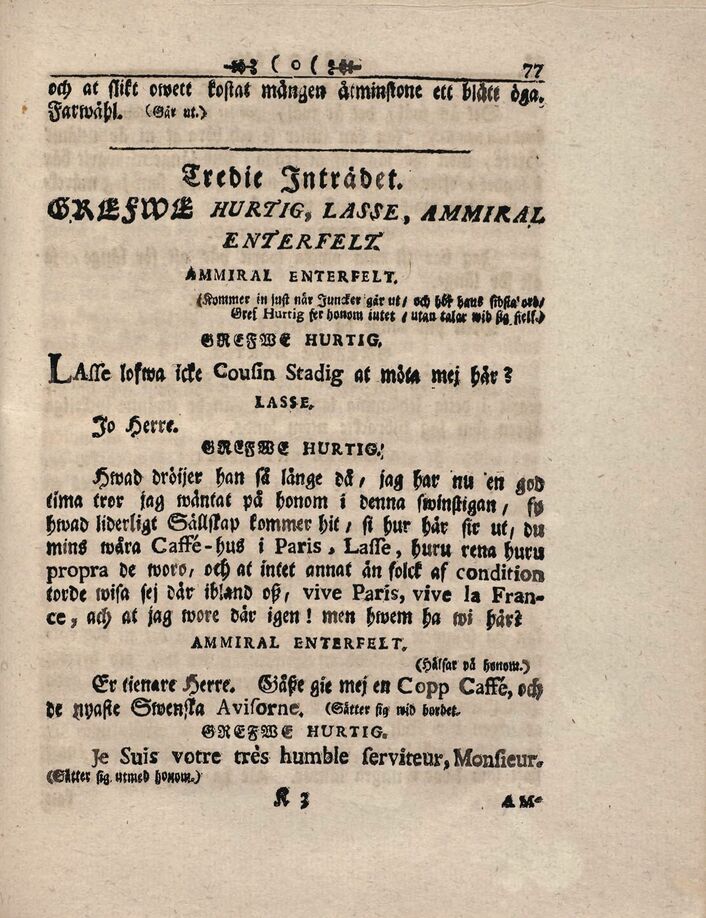 ( o (
77
och at slikt owett kostat mången åtminstone ett blått öga.
Farwähl. (Går ut.)
Tredie Inträdet.
GREFWE HURTIG, LASSE, AMMIRAL
ENTERFELT.
AMMIRAL ENTERFELT.
(Kommer in just när Juncker går ut / och hör hans sidsta ord /
Gref Hurtig ser honom intet / utan talar wid sig sielf.)
GREFWE HURTIG.
LAsse lofwa icke Cousin Stadig at möta mej här?
LASSE.
Jo Herre.
GREFWE HURTIG.
Hwad dröijer han så länge då / jag har nu en god
tima tror jag wäntat på honom i denna swinstigan / fy
hwad liderligt Sällskap kommer hit / si hur här sir ut / du
mins wåra Caffé-hus i Paris, Lasse, huru rena huru
propra de woro, och at intet annat än folck af condition
torde wisa sej där ibland oß, vive Paris, vive la Fran-
ce, ach at jag wore där igen! men hwem ha wi här?
AMMIRAL ENTERFELT.
(Hälsar på honom.)
Er tienare Herre. Gåße gie mej en Copp Caffé, och
de nyaste Swenska Avisorne. (Sätter sig wid bordet.
GREFWE HURTIG.
Je Suis votre très humble serviteur, Monsieur.
(Sätter sig utmed honom.)
K 3
AM-